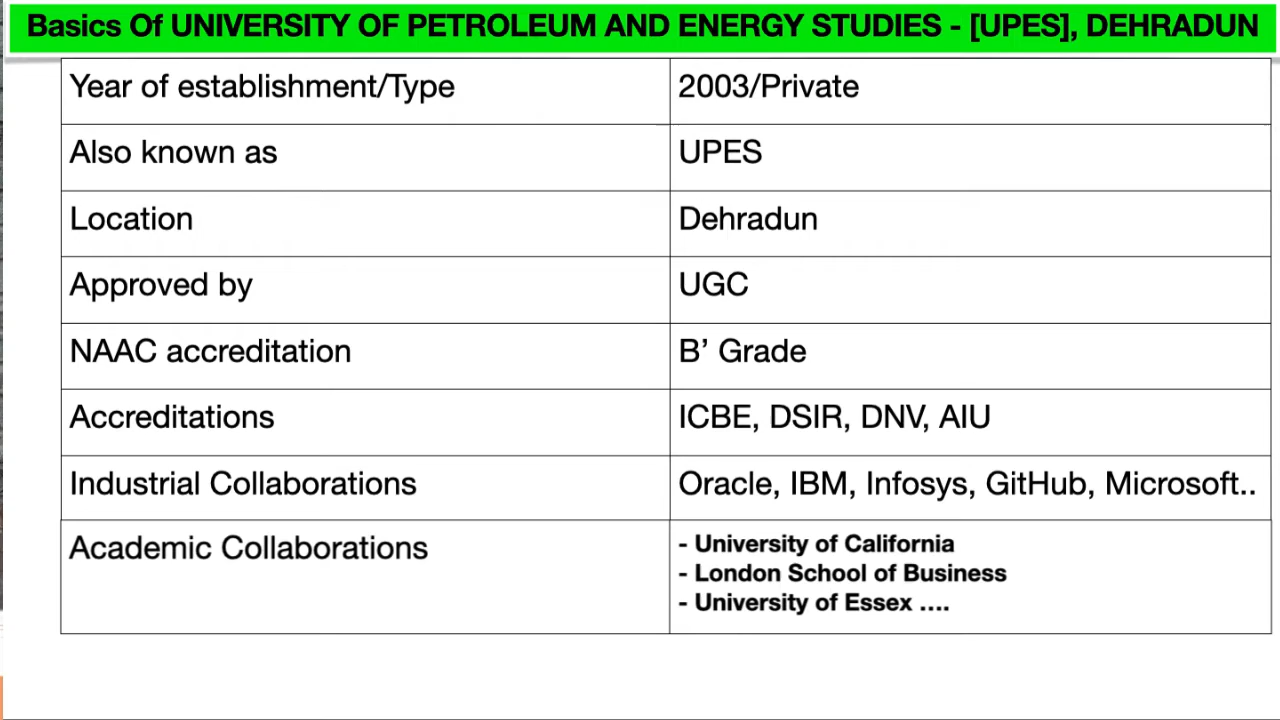 Basics Of UNIVERSITY OF PETROLEUM AND ENERGY STUDIES - [UPES], DEHRADUN
Year of establishment/Type 2003/Private
Also known as UPES
Location Dehradun
Approved by UGC
NAAC accreditation B’ Grade
Accreditations ICBE, DSIR, DNV, AIU
Industrial Collaborations Oracle, IBM, Infosys, GitHub, Microsoft..
Academic Collaborations - University of California
- London School of Business
- University of Essex ....